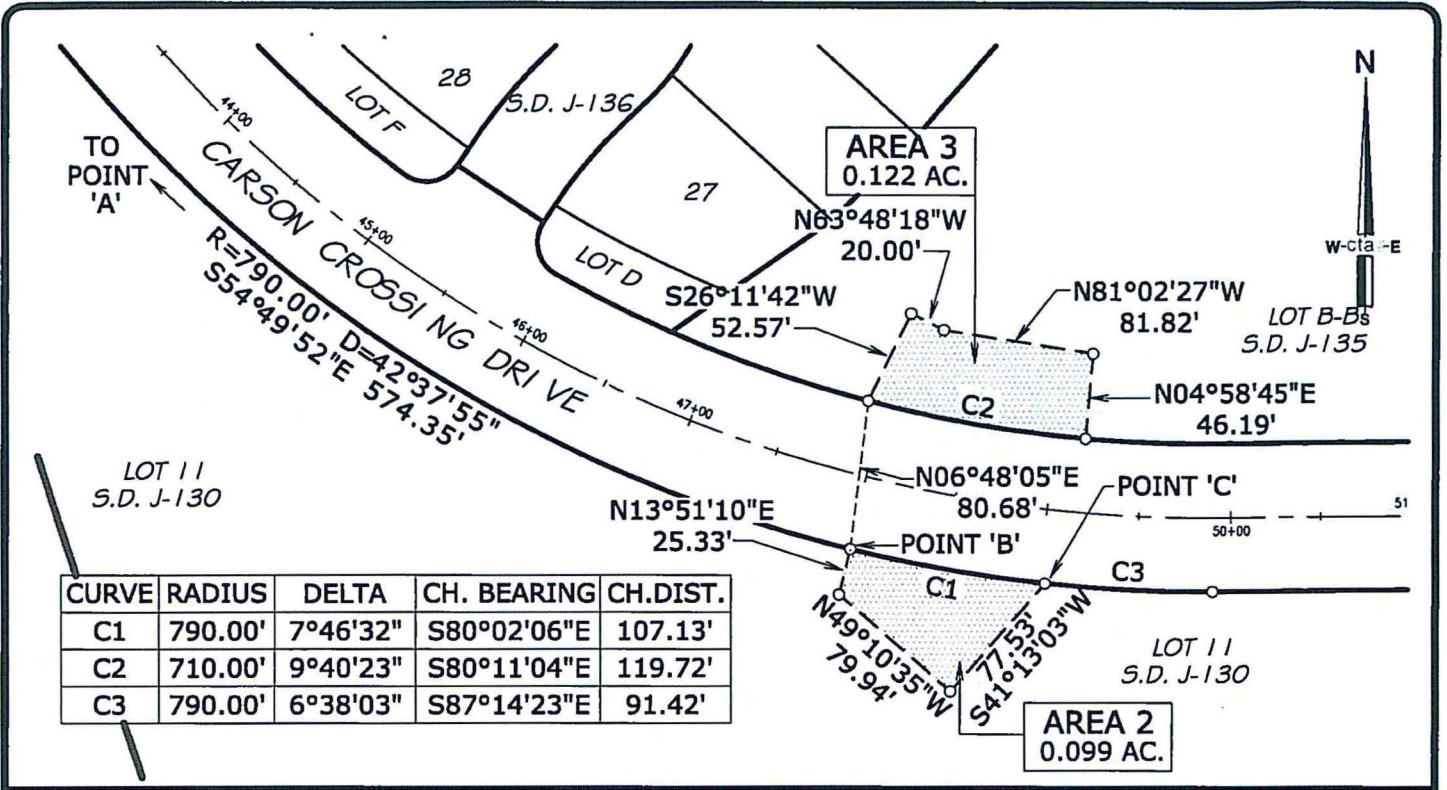 28
S.D. J-136
LOT F
N
44+00
TO
POINT
'A'
CARSON CROSSING DRIVE
AREA 3
0.122 AC.
27
N63°48'18"W
20.00'
45+00
W-cta-E
R=790.00' D=42°37'55"
S54°49'52"E 574.35'
LOT D
S26°11'42"W
52.57'
N81°02'27"W
81.82'
LOT B-B
S
S.D. J-135
46+00
C2
N04°58'45"E
46.19'
47+00
LOT 11
S.D. J-130
N06°48'05"E
80.68'
POINT 'C'
50+00
51
N13°51'10"E
25.33'
POINT 'B'
C1
C3
CURVE RADIUS DELTA CH. BEARING CH.DIST.
C1 790.00' 7°46'32" S80°02'06"E 107.13'
C2 710.00' 9°40'23" S80°11'04"E 119.72'
C3 790.00' 6°38'03" S87°14'23"E 91.42'
N49°10'35"W
79.94'
77.53'
S41°13'03"W
LOT 11
S.D. J-130
AREA 2
0.099 AC.